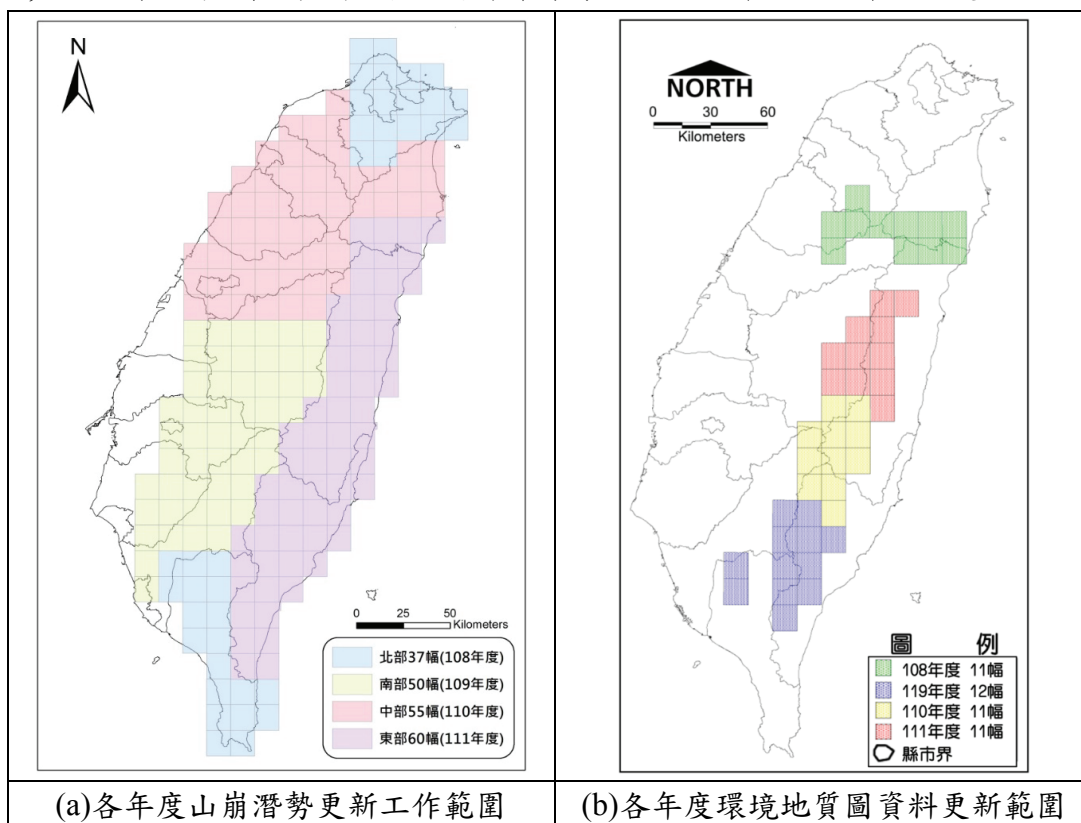 N
0 25 50
Kilometers
北部37幅(108年度)
南部50幅(109年度)
中部55幅(110年度)
東部60幅(111年度)
(a)各年度山崩潛勢更新工作範圍
NORTH
0 30 60
Kilometers
圖 例
108年度 11幅
119年度 12幅
110年度 11幅
111年度 11幅
縣市界
(b)各年度環境地質圖資料更新範圍